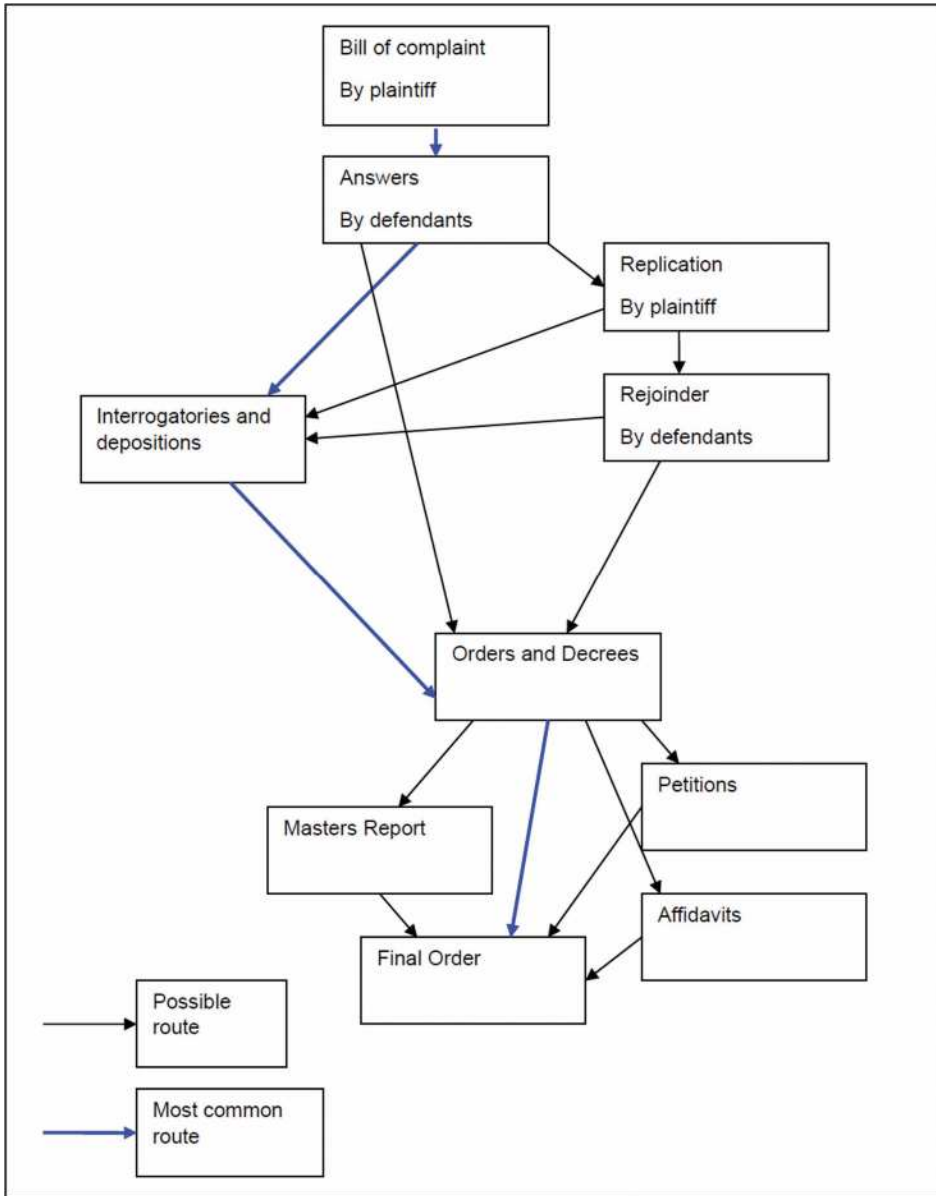 Bill of complaint
By plaintiff
Answers
By defendants
Replication
By plaintiff
Rejoinder
By defendants
Interrogatories and
depositions
Orders and Decrees
Petitions
Masters Report
Affidavits
Final Order
Possible
route
Most common
route